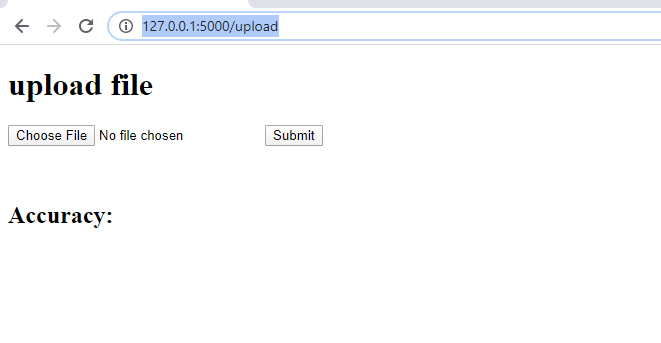 127.0.0.1:5000/upload
upload file
Choose File No file chosen Submit
Accuracy: